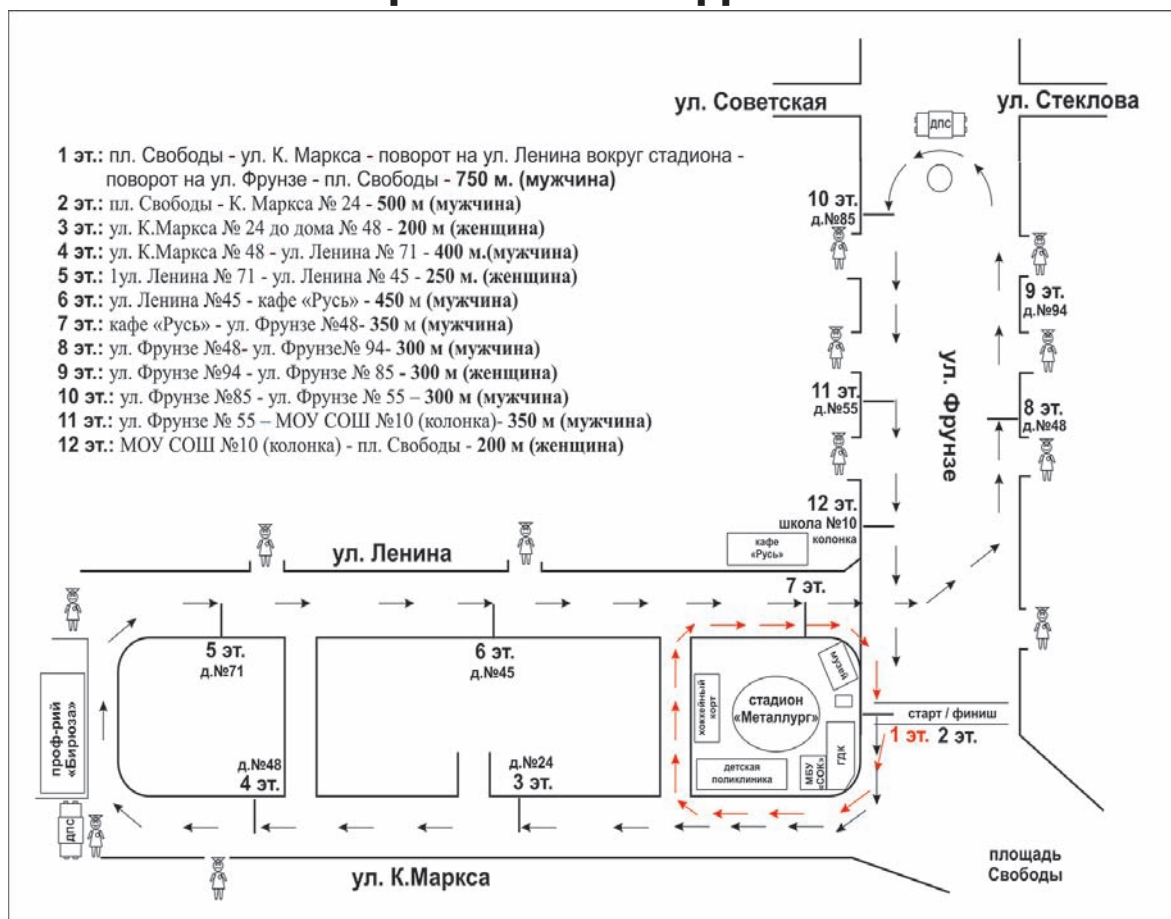 ул. Советская
ул. Стеклова
ДПС
1 эт.: пл. Свободы - ул. К. Маркса - поворот на ул. Ленина вокруг стадиона -
поворот на ул. Фрунзе - пл. Свободы - 750 м. (мужчина)
2 эт.: пл. Свободы - К. Маркса № 24 - 500 м (мужчина)
3 эт.: ул. К.Маркса № 24 до дома № 48 - 200 м (женщина)
4 эт.: ул. К.Маркса № 48 - ул. Ленина № 71 - 400 м.(мужчина)
5 эт.: 1ул. Ленина № 71 - ул. Ленина № 45 - 250 м. (женщина)
6 эт.: ул. Ленина №45 - кафе «Русь» - 450 м (мужчина)
7 эт.: кафе «Русь» - ул. Фрунзе №48- 350 м (мужчина)
8 эт.: ул. Фрунзе №48- ул. Фрунзе№ 94- 300 м (мужчина)
9 эт.: ул. Фрунзе №94 - ул. Фрунзе № 85 - 300 м (женщина)
10 эт.: ул. Фрунзе №85 - ул. Фрунзе № 55 – 300 м (мужчина)
11 эт.: ул. Фрунзе № 55 – МОУ СОШ №10 (колонка)- 350 м (мужчина)
12 эт.: МОУ СОШ №10 (колонка) - пл. Свободы - 200 м (женщина)
10 эт.
д.№85
9 эт.
д.№94
ул. Фрунзе
11 эт.
д.№55
8 эт.
д.№48
12 эт.
школа №10
колонка
кафе
«Русь»
ул. Ленина
7 эт.
5 эт.
д.№71
6 эт.
д.№45
проф-рий
«Бирюза»
хоккейный
корт
стадион
«Металлург»
музей
старт / финиш
1 эт. 2 эт.
ГДК
МБУ
«СОК»
детская
поликлиника
д.№48
4 эт.
д.№24
3 эт.
ДПС
ул. К.Маркса
площадь
Свободы